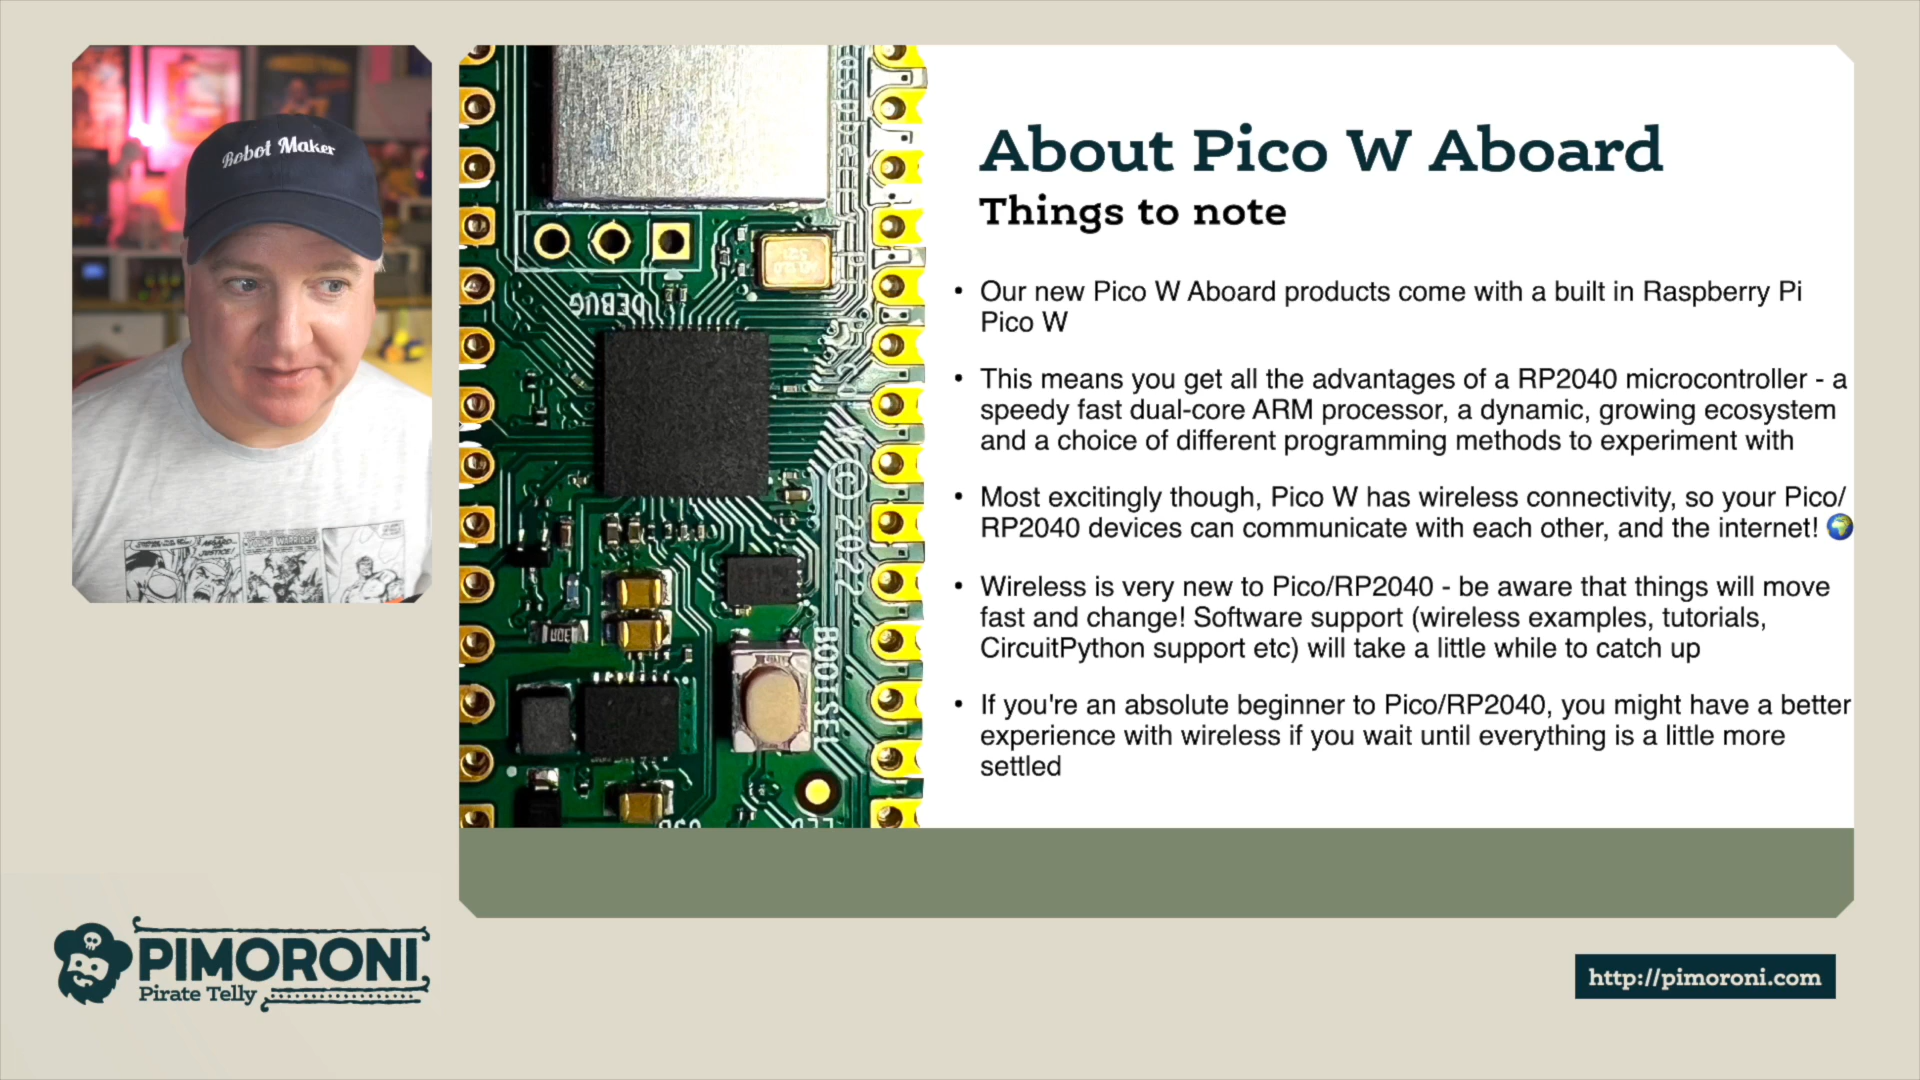 Robot Maker
JUSTICE!
DEBUG
W © 2022
BOOTSEL
LED
USB
About Pico W Aboard
Things to note
• Our new Pico W Aboard products come with a built in Raspberry Pi
Pico W
• This means you get all the advantages of a RP2040 microcontroller - a
speedy fast dual-core ARM processor, a dynamic, growing ecosystem
and a choice of different programming methods to experiment with
• Most excitingly though, Pico W has wireless connectivity, so your Pico/
RP2040 devices can communicate with each other, and the internet! 🌍
• Wireless is very new to Pico/RP2040 - be aware that things will move
fast and change! Software support (wireless examples, tutorials,
CircuitPython support etc) will take a little while to catch up
• If you're an absolute beginner to Pico/RP2040, you might have a better
experience with wireless if you wait until everything is a little more
settled
PIMORONI
Pirate Telly
http://pimoroni.com